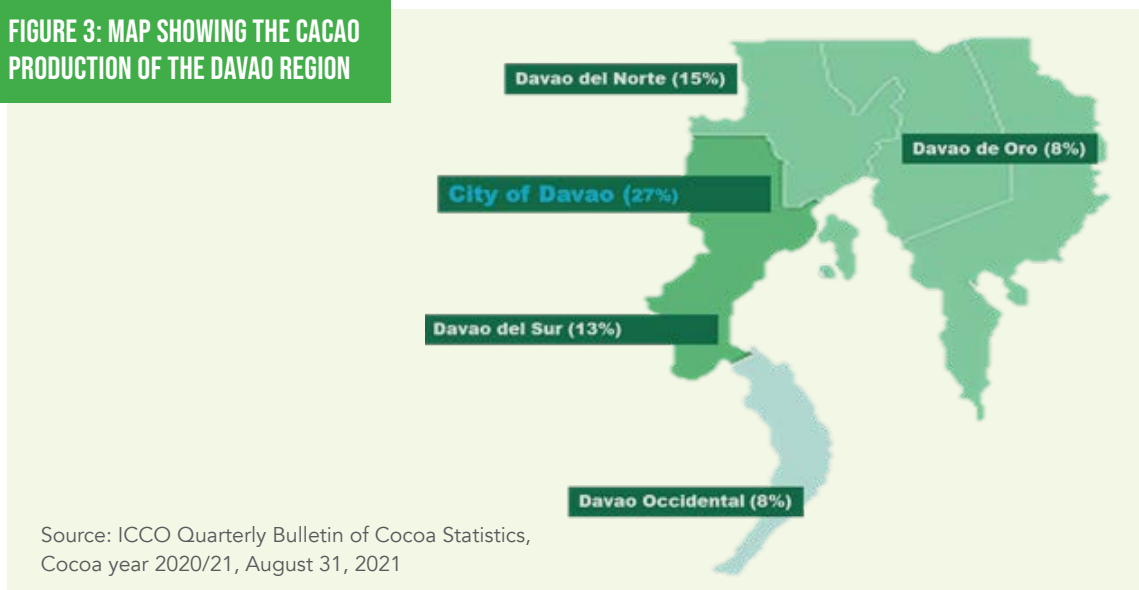 FIGURE 3: MAP SHOWING THE CACAO
PRODUCTION OF THE DAVAO REGION
Davao del Norte (15%)
Davao de Oro (8%)
City of Davao (27%)
Davao del Sur (13%)
Davao Occidental (8%)
Source: ICCO Quarterly Bulletin of Cocoa Statistics,
Cocoa year 2020/21, August 31, 2021